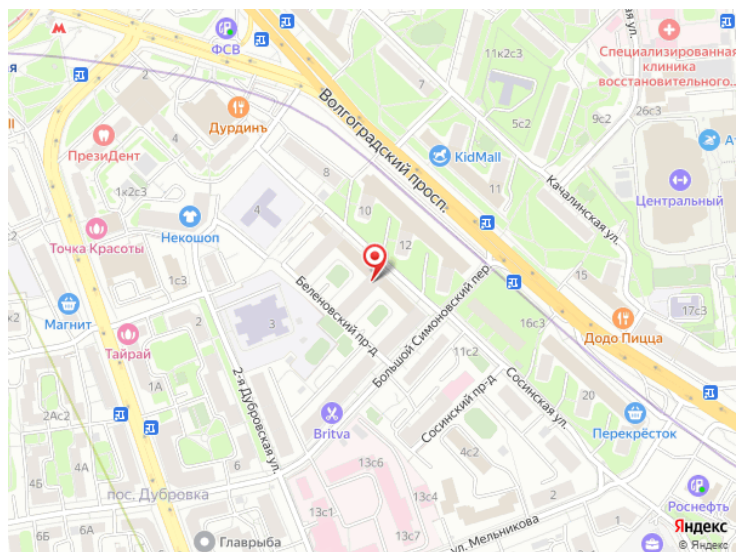 ФСВ
11к2с3
ул.
Специализированная
клиника
восстановительного...
2
7
26с3
9с2
5с2
Волгоградский просп.
Дурдинъ
ПрезиДент
4
KidMall
Центральный
1к2с3
8
11
Качалинская ул.
4
10
Некошоп
Точка Красоты
12
1с3
15
Беленовский пр-д
Большой Симоновский пер.
17с3
Магнит
3
2
16с3
Додо Пицца
Тайрай
11с2
1А
2-я Дубровская ул.
Сосинский пр-д
Сосинская ул.
20
2Ас2
Britva
Перекрёсток
4с2
4А
6
13с6
4Б
пос. Дубровка
13с4
2
Роснефть
6А
6Б
13с1
13с7
ул. Мельникова
Главрыба
Яндекс
© Яндекс